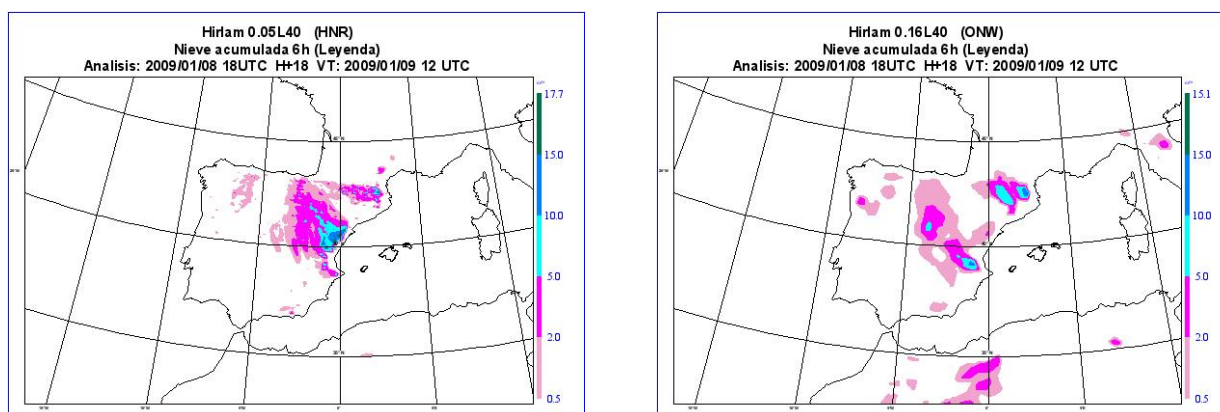 Hirlam 0.05L40 (HNR)
Nieve acumulada 6h (Leyenda)
Analisis: 2009/01/08 18UTC H+18 VT: 2009/01/09 12 UTC
17.7
15.0
10.0
5.0
2.0
0.5
Hirlam 0.16L40 (ONW)
Nieve acumulada 6h (Leyenda)
Analisis: 2009/01/08 18UTC H+18 VT: 2009/01/09 12 UTC
15.1
15.0
10.0
5.0
2.0
0.5